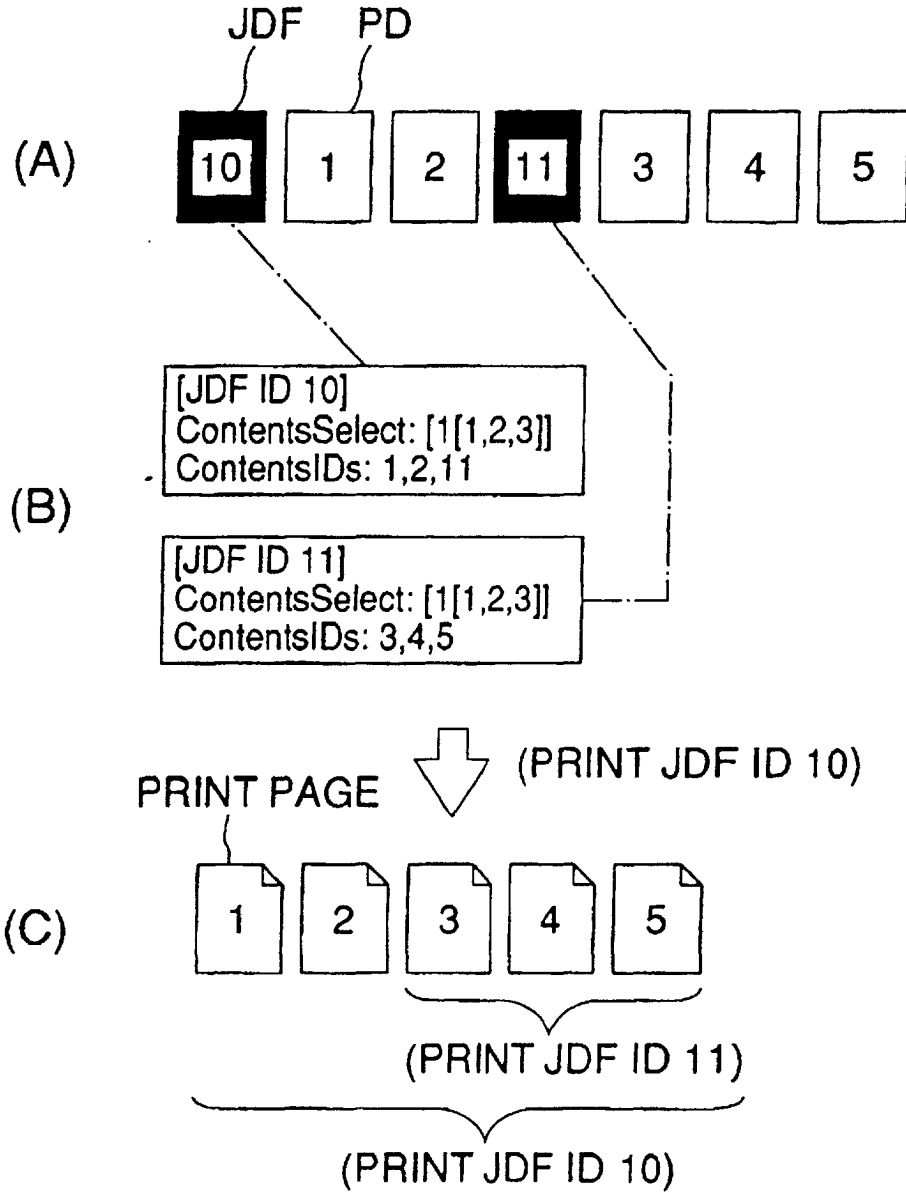 JDF PD
(A) 10 1 2 11 3 4 5
[JDF ID 10]
ContentsSelect: [1[1,2,3]]
ContentsIDs: 1,2,11
(B)
[JDF ID 11]
ContentsSelect: [1[1,2,3]]
ContentsIDs: 3,4,5
(PRINT JDF ID 10)
PRINT PAGE
(C) 1 2 3 4 5
(PRINT JDF ID 11)
(PRINT JDF ID 10)